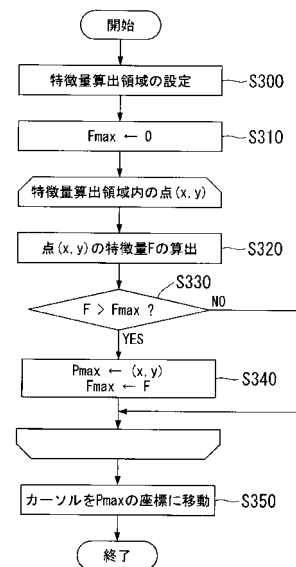 開始
特徴量算出領域の設定 S300
Fmax ← 0 S310
特徴量算出領域内の点(x,y)
点(x,y)の特徴量Fの算出 S320
S330
F > Fmax ? NO
YES
Pmax ← (x,y)
Fmax ← F S340
カーソルをPmaxの座標に移動 S350
終了